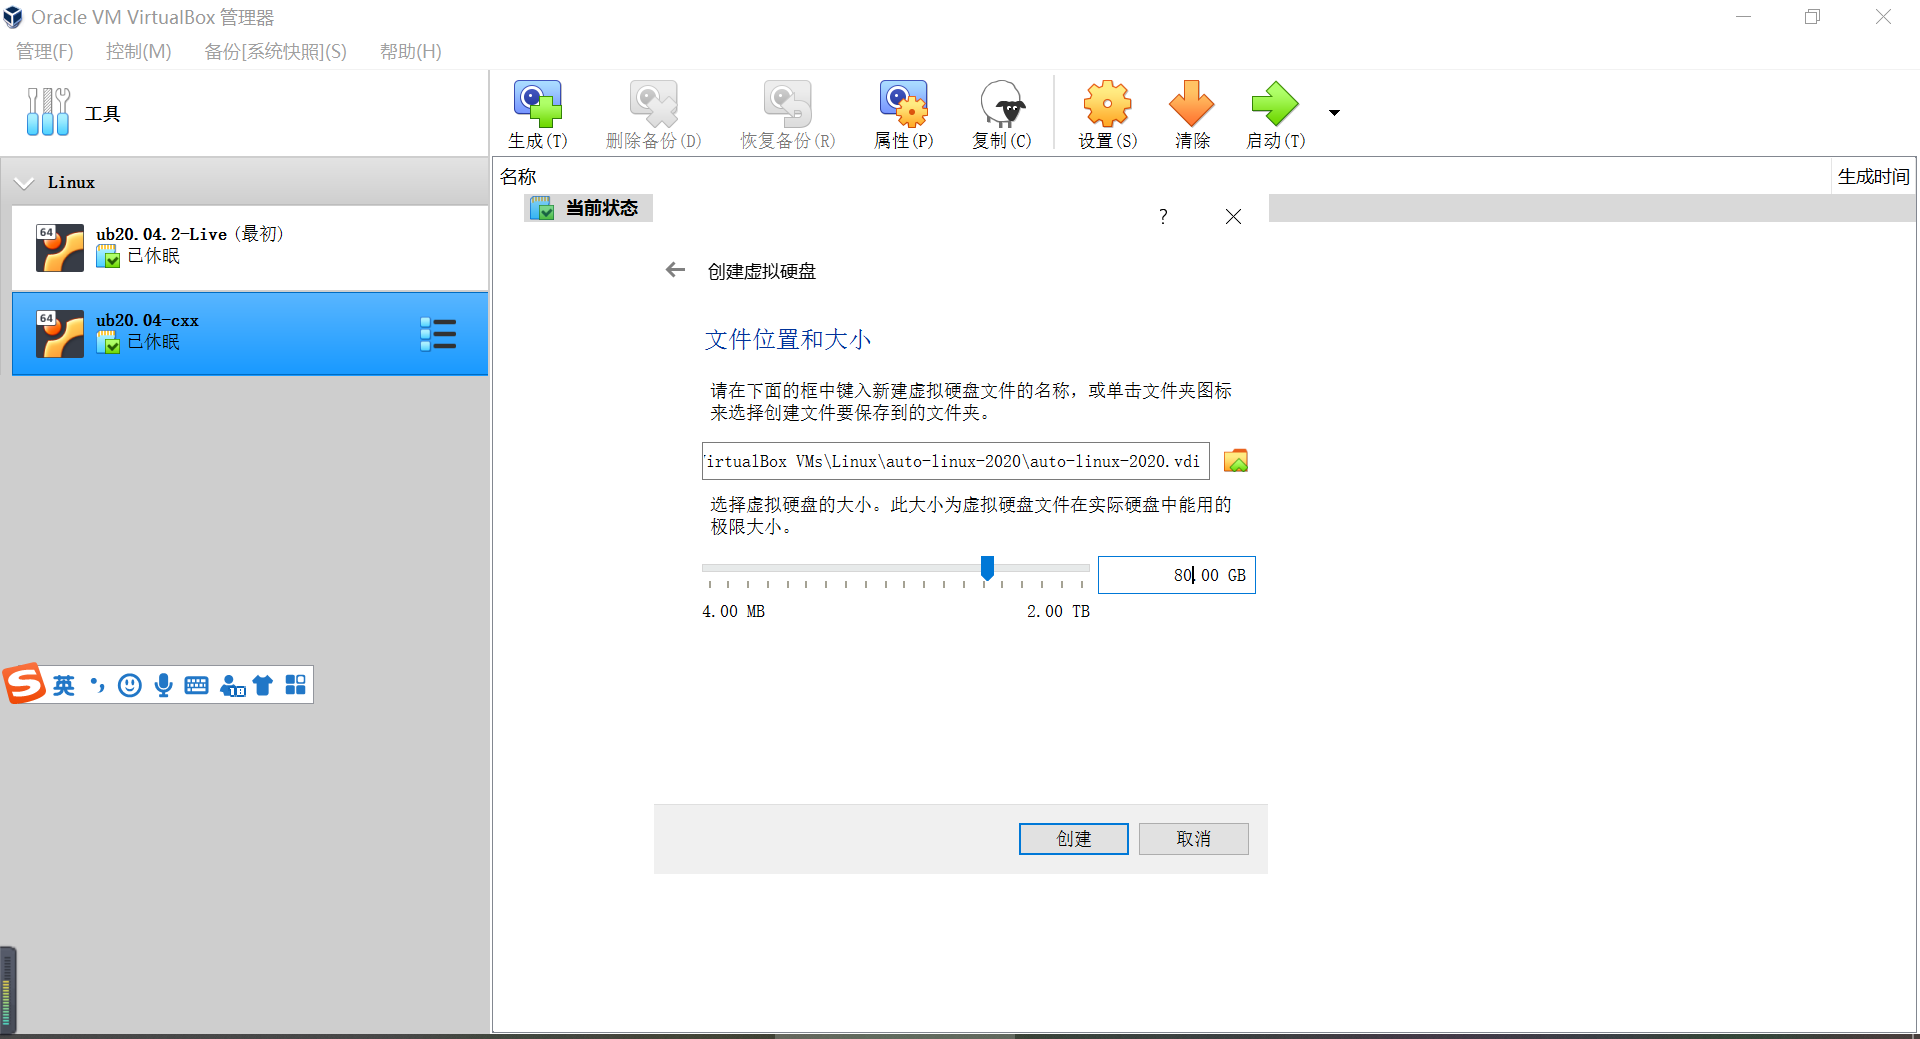 Oracle VM VirtualBox 管理器
管理(F) 控制(M) 备份[系统快照](S) 帮助(H)
工具
生成(T) 删除备份(D) 恢复备份(R) 属性(P) 复制(C) 设置(S) 清除 启动(T)
Linux
名称 生成时间
当前状态
64
ub20.04.2-Live (最初)
已休眠
64
ub20.04-cxx
已休眠
?
创建虚拟硬盘
文件位置和大小
请在下面的框中键入新建虚拟硬盘文件的名称，或单击文件夹图标
来选择创建文件要保存到的文件夹。
irtualBox VMs\Linux\auto-linux-2020\auto-linux-2020.vdi
选择虚拟硬盘的大小。此大小为虚拟硬盘文件在实际硬盘中能用的
极限大小。
80.00 GB
4.00 MB 2.00 TB
英
创建 取消